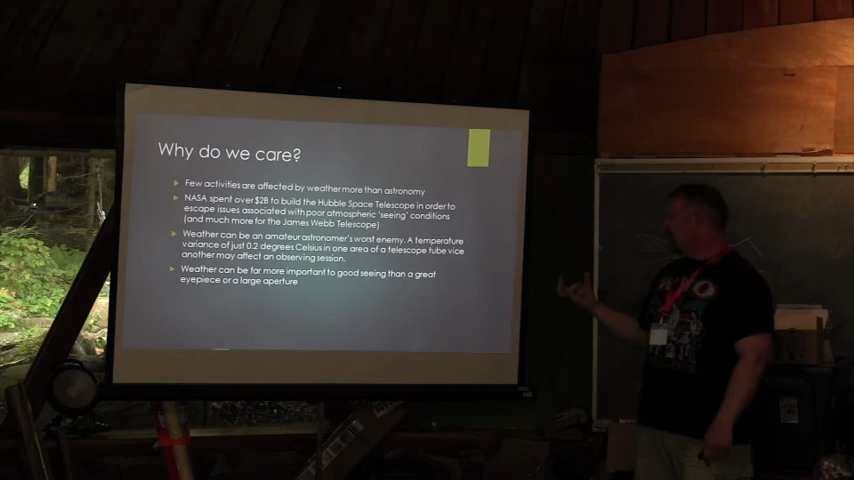 Why do we care?
Few activities are affected by weather more than astronomy
NASA spent over $2B to build the Hubble Space Telescope in order to
escape issues associated with poor atmospheric 'seeing' conditions
(and much more for the James Webb Telescope)
Weather can be an amateur astronomer's worst enemy. A temperature
variance of just 0.2 degrees Celsius in one area of a telescope tube vice
another may affect an observing session.
Weather can be far more important to good seeing than a great
eyepiece or a large aperture